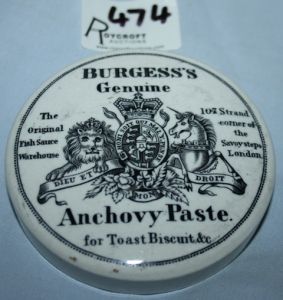 474
ROYCROFT
AUCTIONS
BURGESS'S
Genuine
The
Original
Fish Sauce
Warehouse
107 Strand
corner of
the
Savoy steps
London.
DIEU ET
MON
DROIT
Anchovy Paste.
for Toast Biscuit, &c